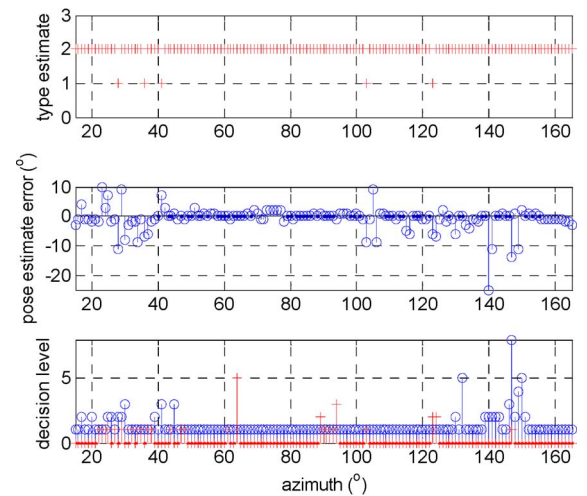 3
2
1
0
type estimate
20 40 60 80 100 120 140 160
10
0
-10
-20
pose estimate error (°)
20 40 60 80 100 120 140 160
5
0
decision level
20 40 60 80 100 120 140 160
azimuth (°)